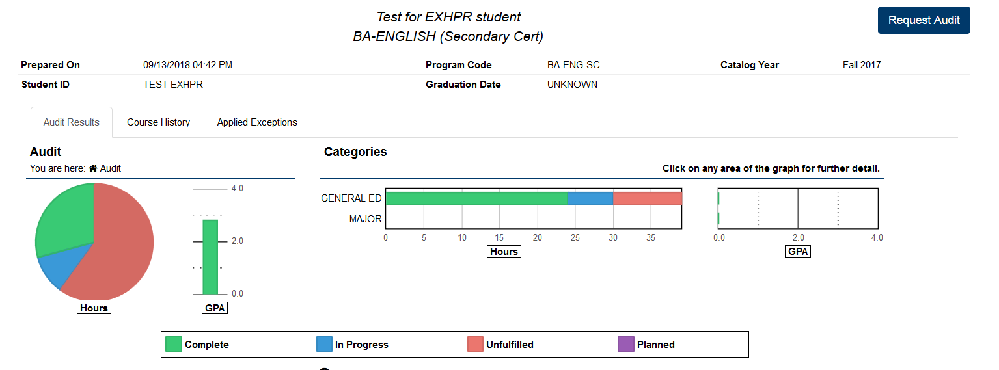 Test for EXHPR student
BA-ENGLISH (Secondary Cert)
Request Audit
Prepared On 09/13/2018 04:42 PM Program Code BA-ENG-SC Catalog Year Fall 2017
Student ID TEST EXHPR Graduation Date UNKNOWN
Audit Results Course History Applied Exceptions
Audit
You are here: Audit
4.0
2.0
0.0
Hours GPA
Categories
Click on any area of the graph for further detail.
GENERAL ED
MAJOR
0 5 10 15 20 25 30 35
Hours
0.0 2.0 4.0
GPA
Complete In Progress Unfulfilled Planned